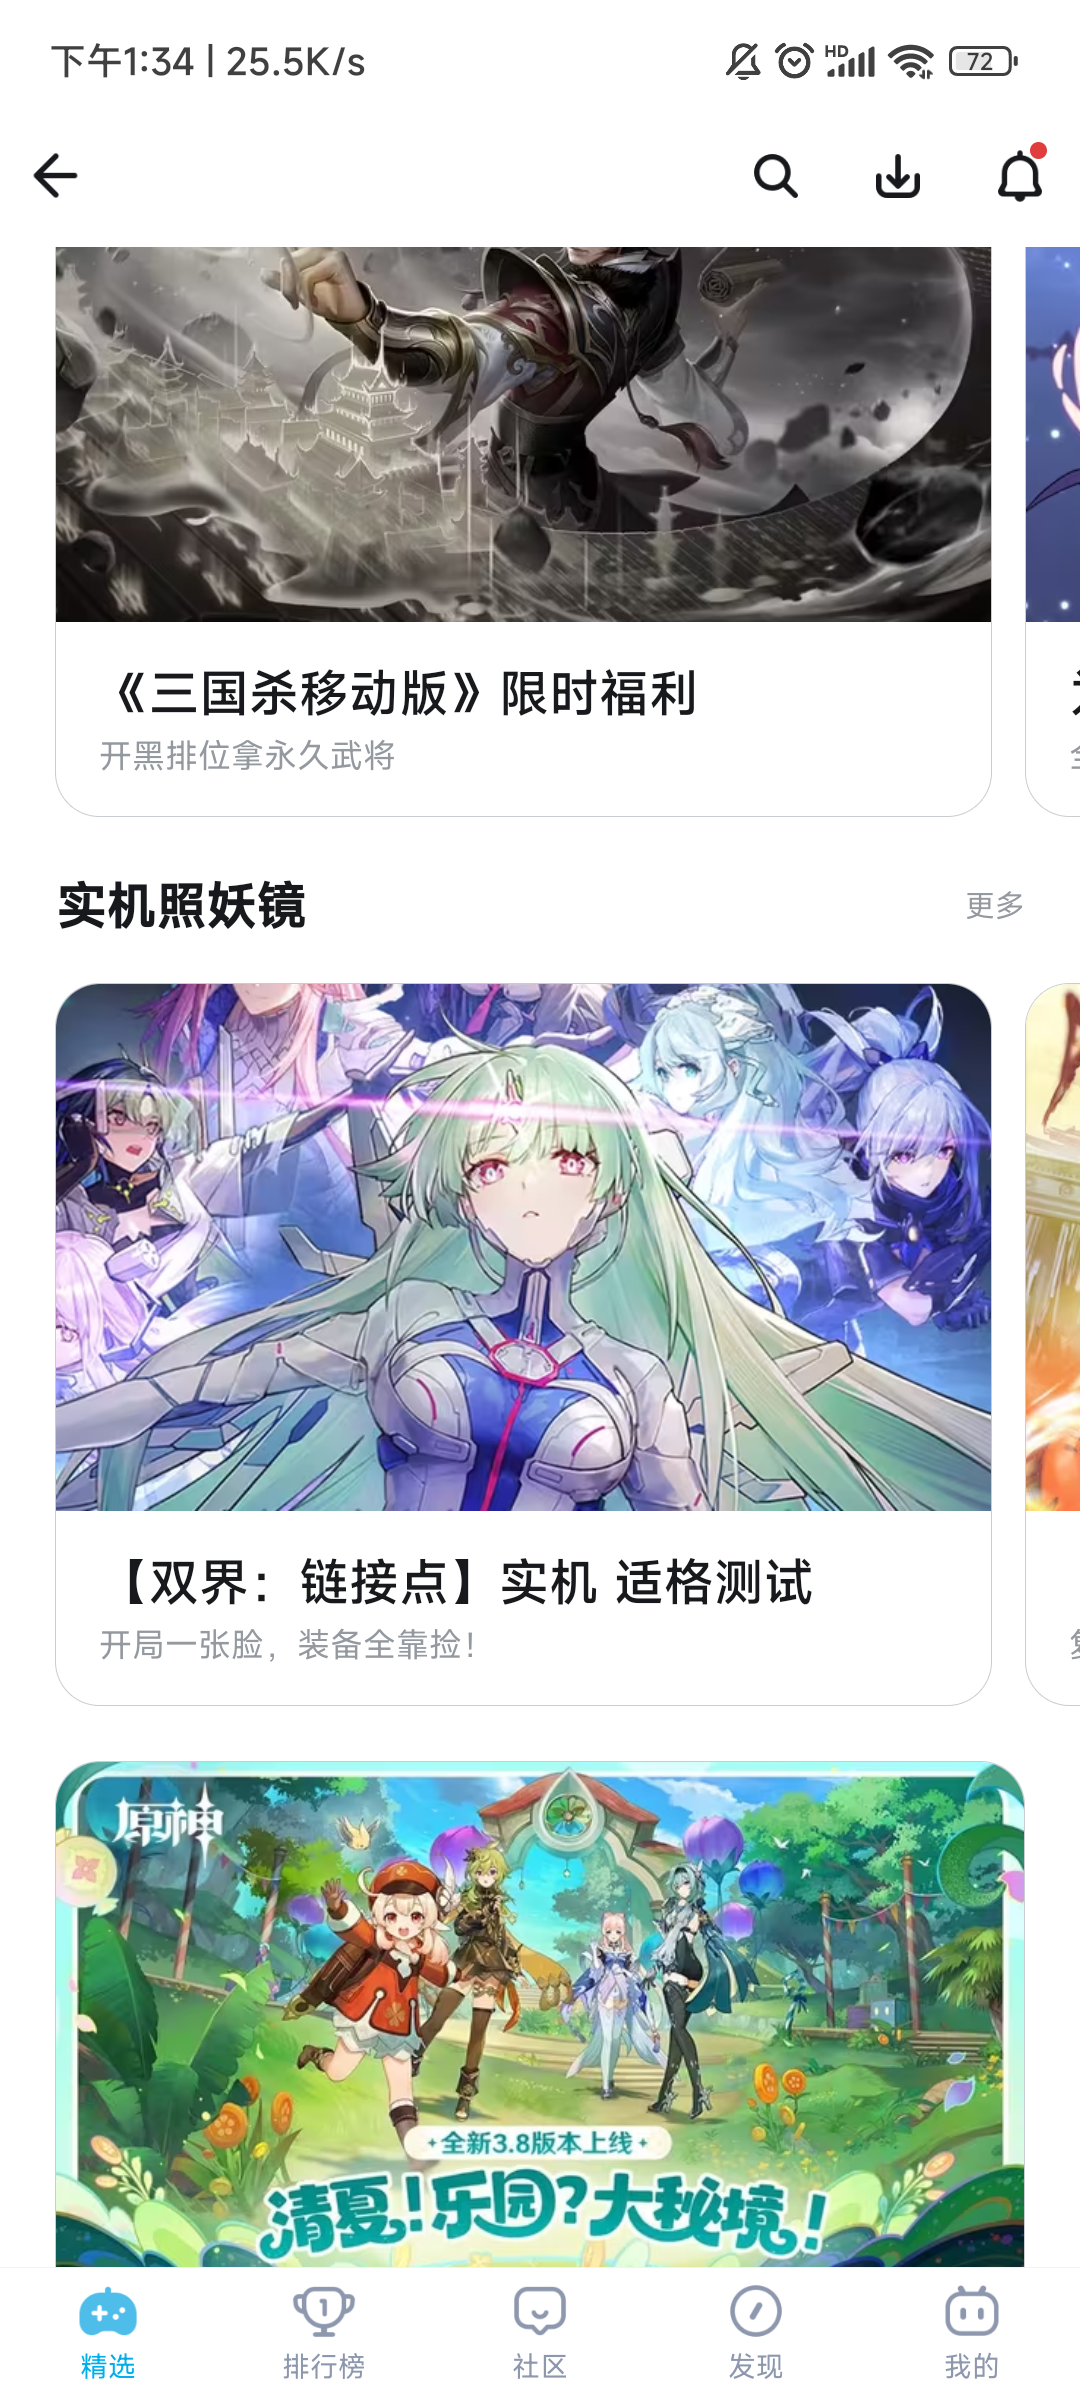 下午1:34 | 25.5K/s
HD
72
《三国杀移动版》限时福利
开黑排位拿永久武将
实机照妖镜
更多
【双界：链接点】实机 适格测试
开局一张脸，装备全靠捡！
原神
全新3.8版本上线
清夏！乐园？大秘境！
精选
排行榜
社区
发现
我的